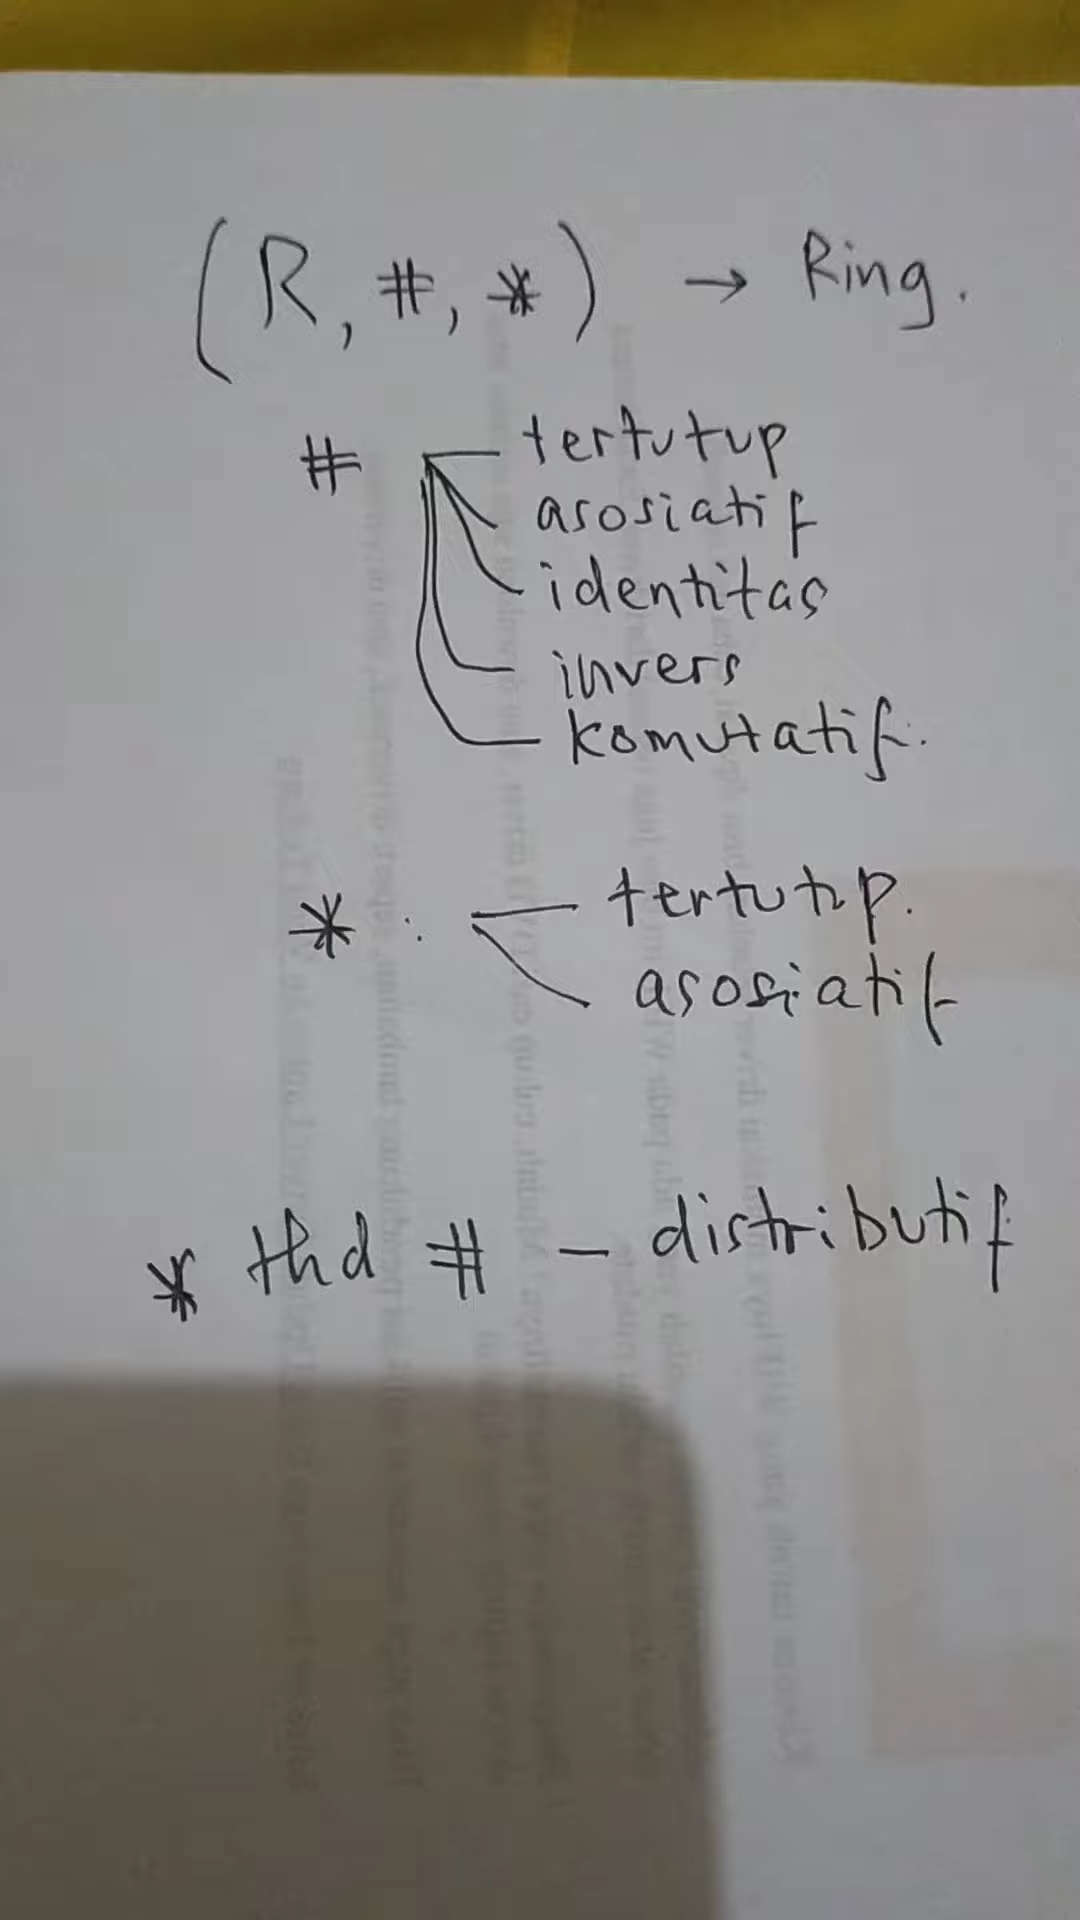 (R, #, *) → Ring.
# tertutup
asosiatif
identitas
invers
komutatif.
* : tertutup.
asosiatif
* thd # - distributif